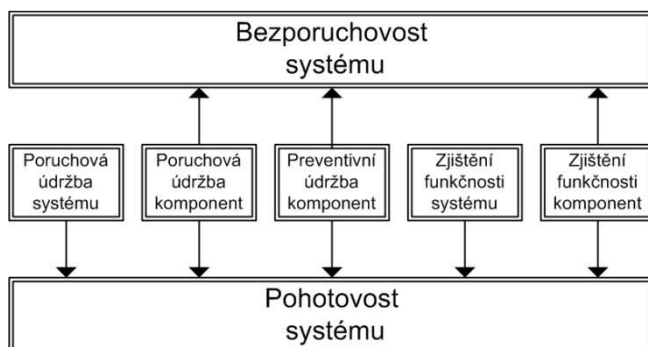 Bezporuchovost
systému
Poruchová
údržba
systému
Poruchová
údržba
komponent
Preventivní
údržba
komponent
Zjištění
funkčnosti
systému
Zjištění
funkčnosti
komponent
Pohotovost
systému